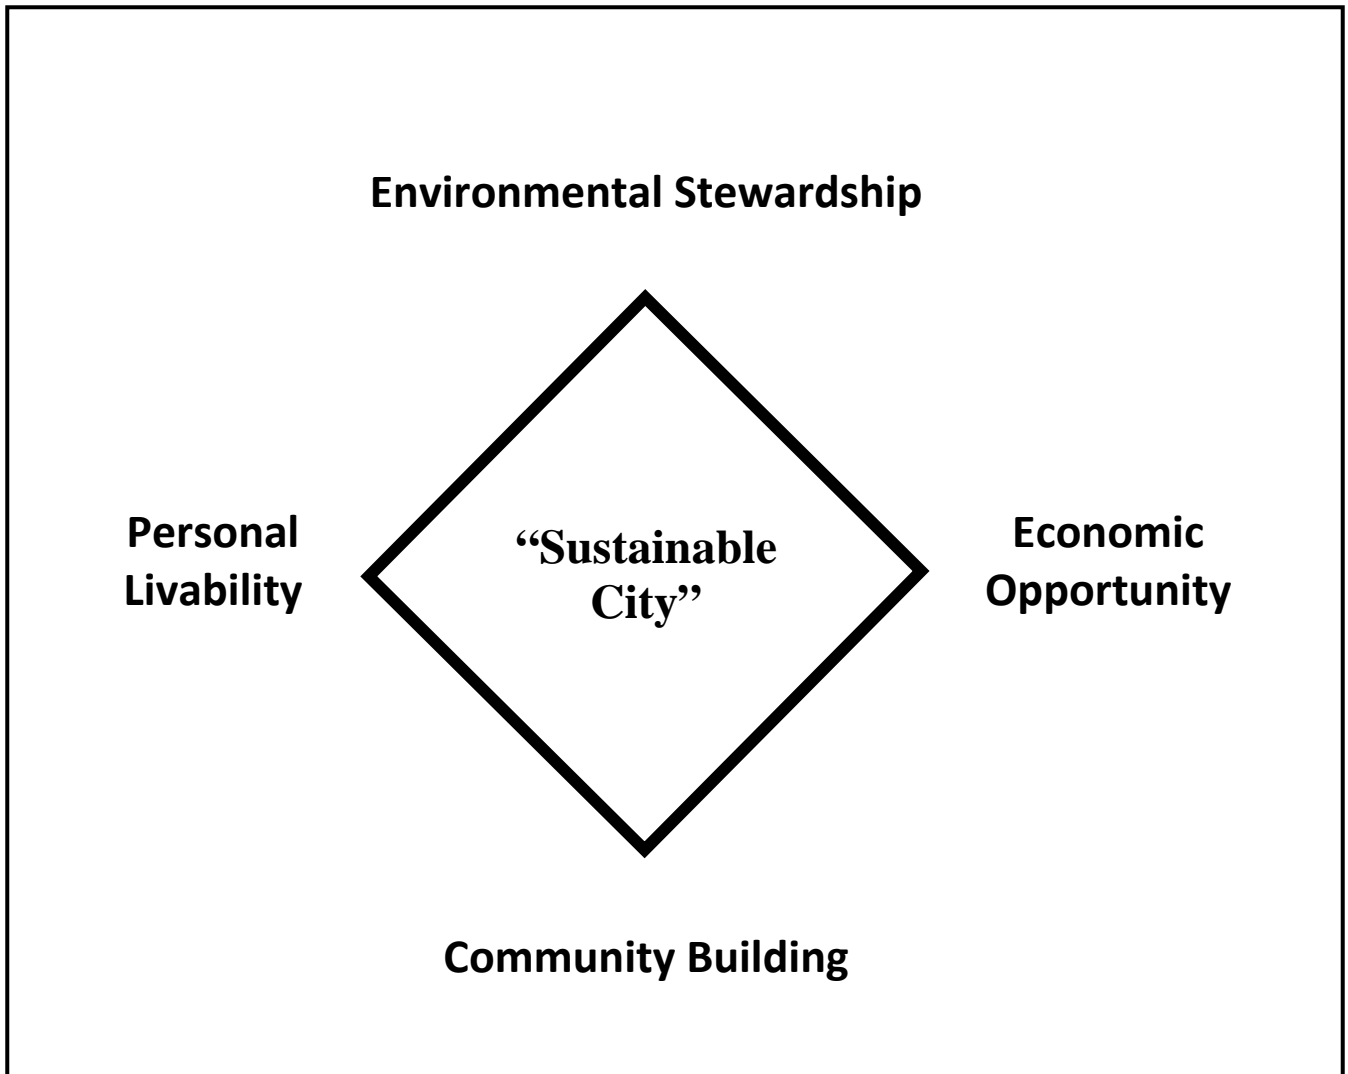 Environmental Stewardship
Personal
Livability
“Sustainable
City”
Economic
Opportunity
Community Building